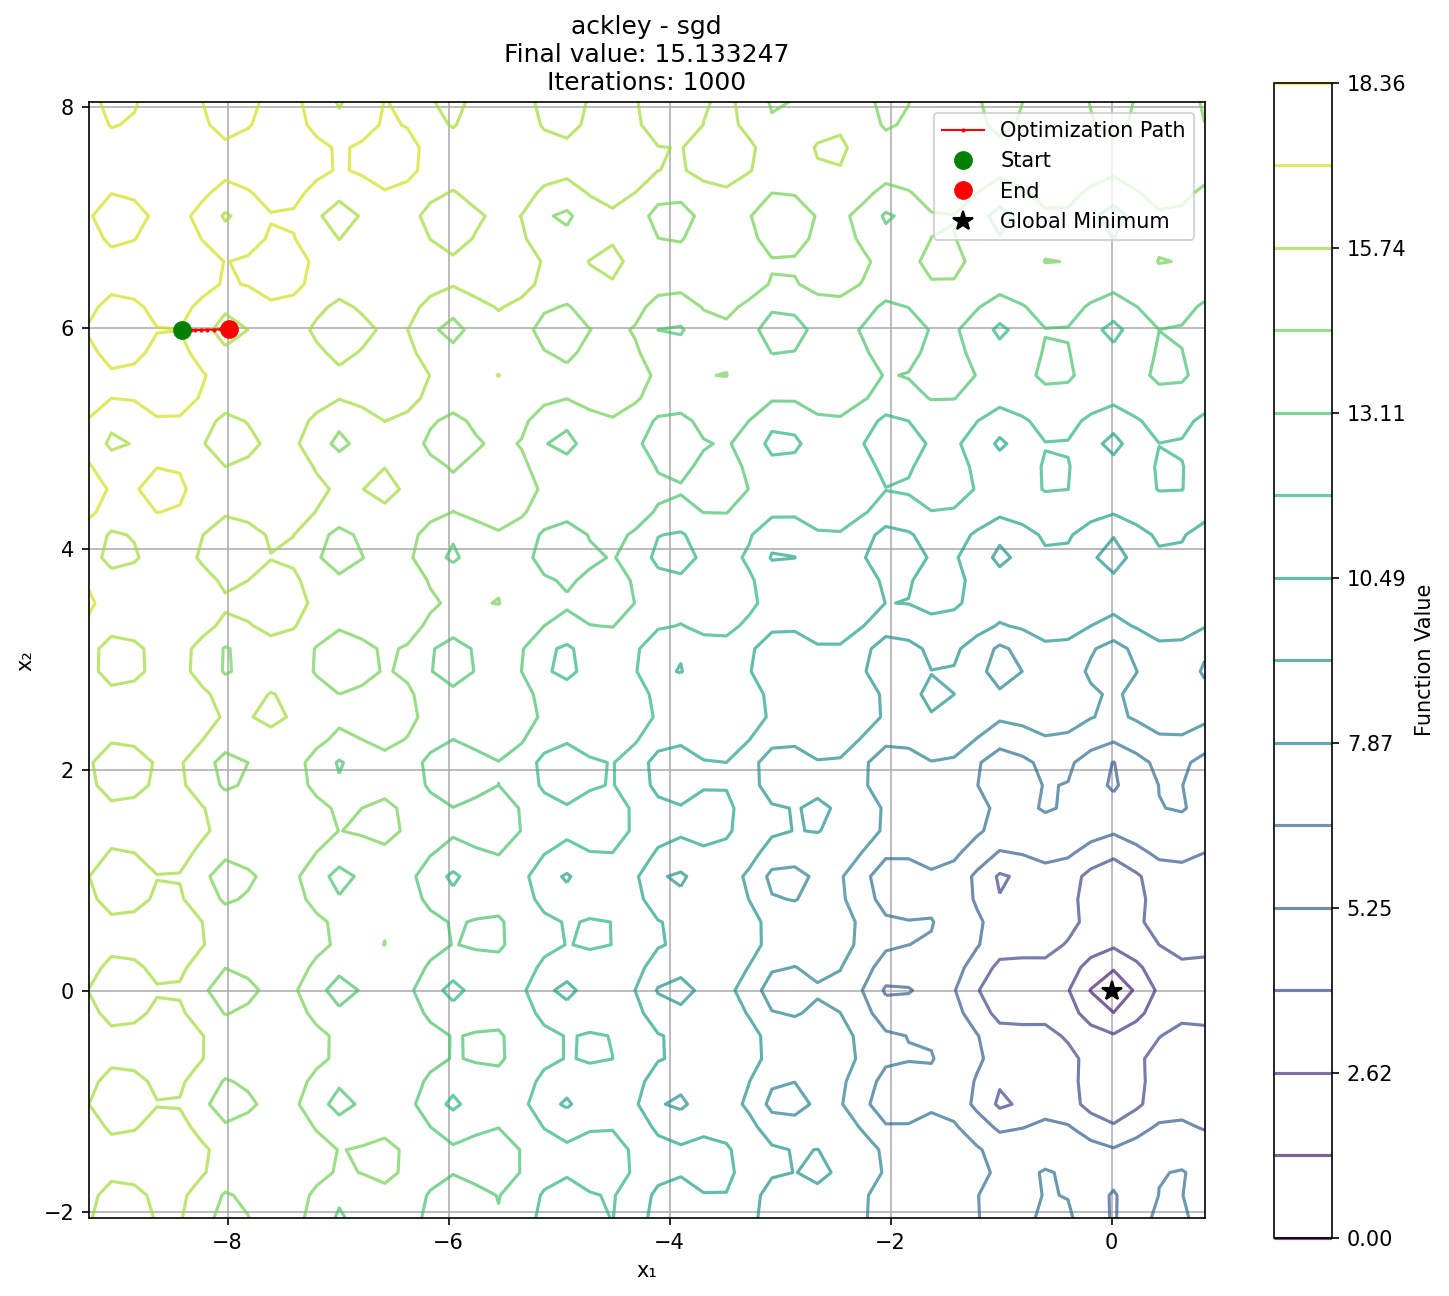 ackley - sgd
Final value: 15.133247
Iterations: 1000
Optimization Path
Start
End
Global Minimum
8
6
4
2
0
−2
−8
−6
−4
−2
0
x₁
x₂
18.36
15.74
13.11
10.49
7.87
5.25
2.62
0.00
Function Value